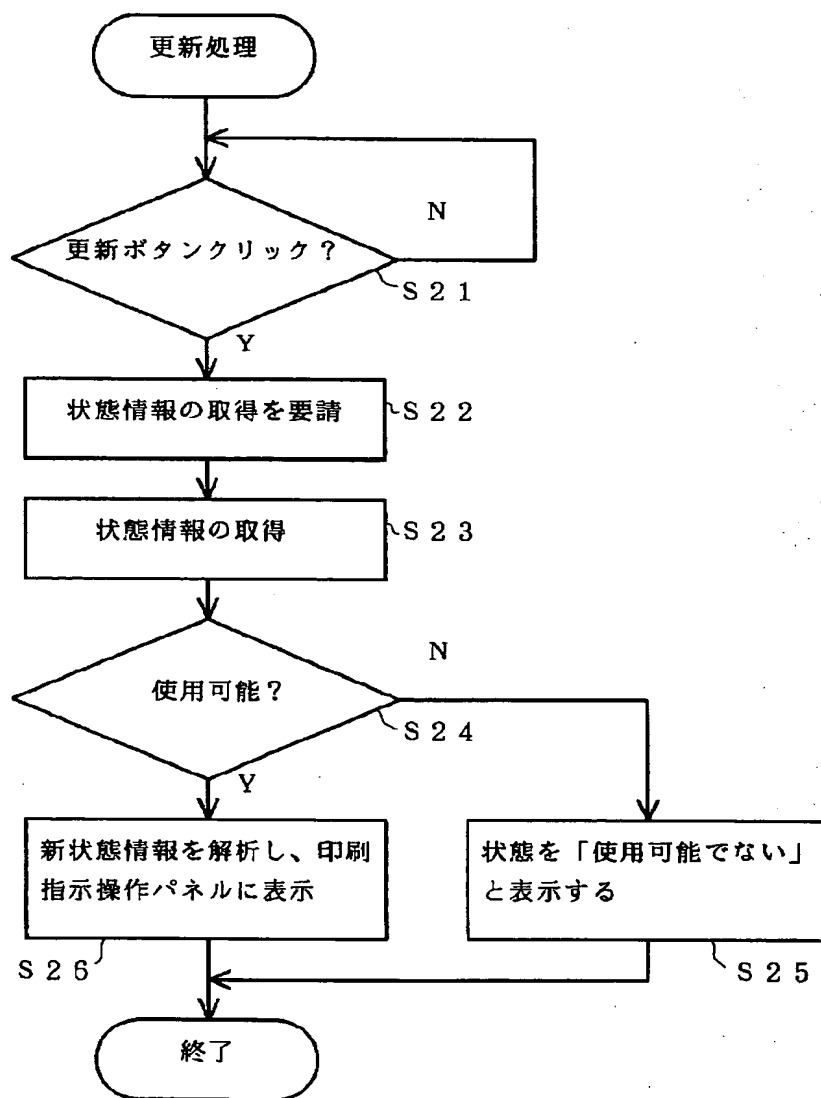 更新処理
N
更新ボタンクリック？
S21
Y
状態情報の取得を要請
S22
状態情報の取得
S23
N
使用可能？
S24
Y
新状態情報を解析し、印刷
指示操作パネルに表示
S26
状態を「使用可能でない」
と表示する
S25
終了